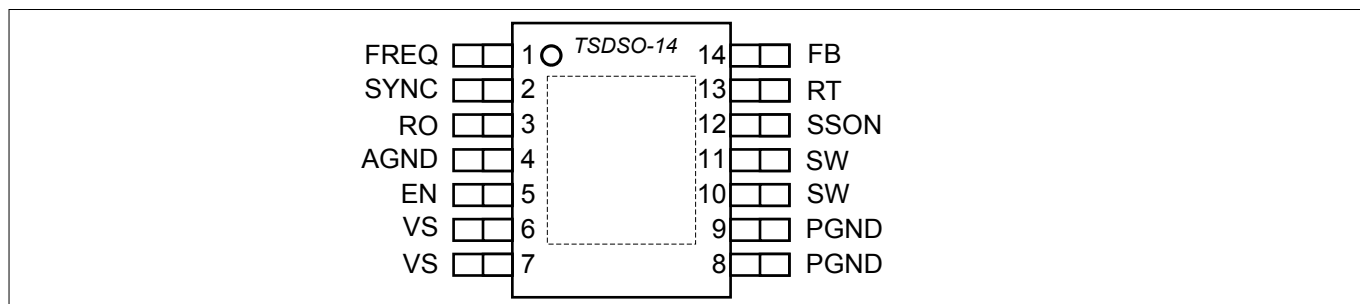 TSDSO-14
FREQ 1 14 FB
SYNC 2 13 RT
RO 3 12 SSON
AGND 4 11 SW
EN 5 10 SW
VS 6 9 PGND
VS 7 8 PGND